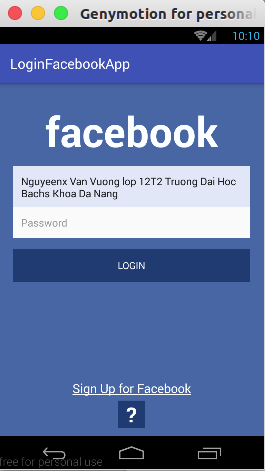 Genymotion for personal
10:10
LoginFacebookApp
facebook
Nguyeenx Van Vuong lop 12T2 Truong Dai Hoc
Bachs Khoa Da Nang
Password
LOGIN
Sign Up for Facebook
?
free for personal use